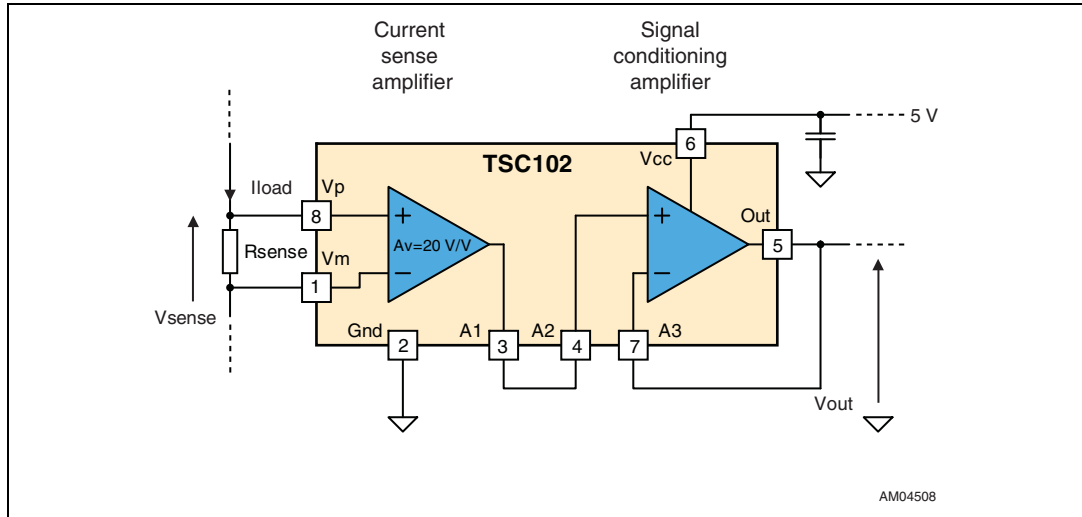 Current
sense
amplifier
Signal
conditioning
amplifier
5 V
6
Vcc
TSC102
Iload
Vp
8
+
Av=20 V/V
–
+
–
Out
5
Rsense
Vm
1
Vsense
Gnd
A1
A2
A3
2
3
4
7
Vout
AM04508